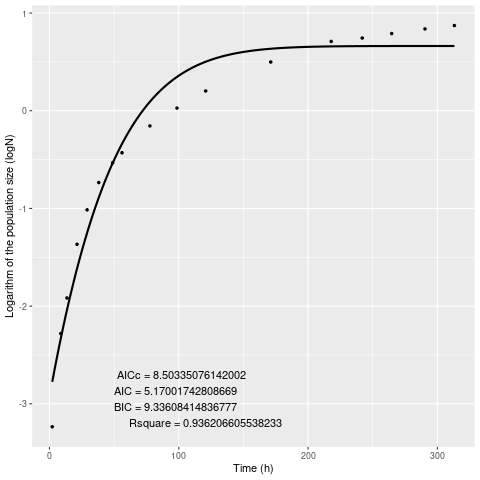 1
0
-1
-2
-3
Logarithm of the population size (logN)
AICc = 8.50335076142002
AIC = 5.17001742808669
BIC = 9.33608414836777
Rsquare = 0.936206605538233
0 100 200 300
Time (h)